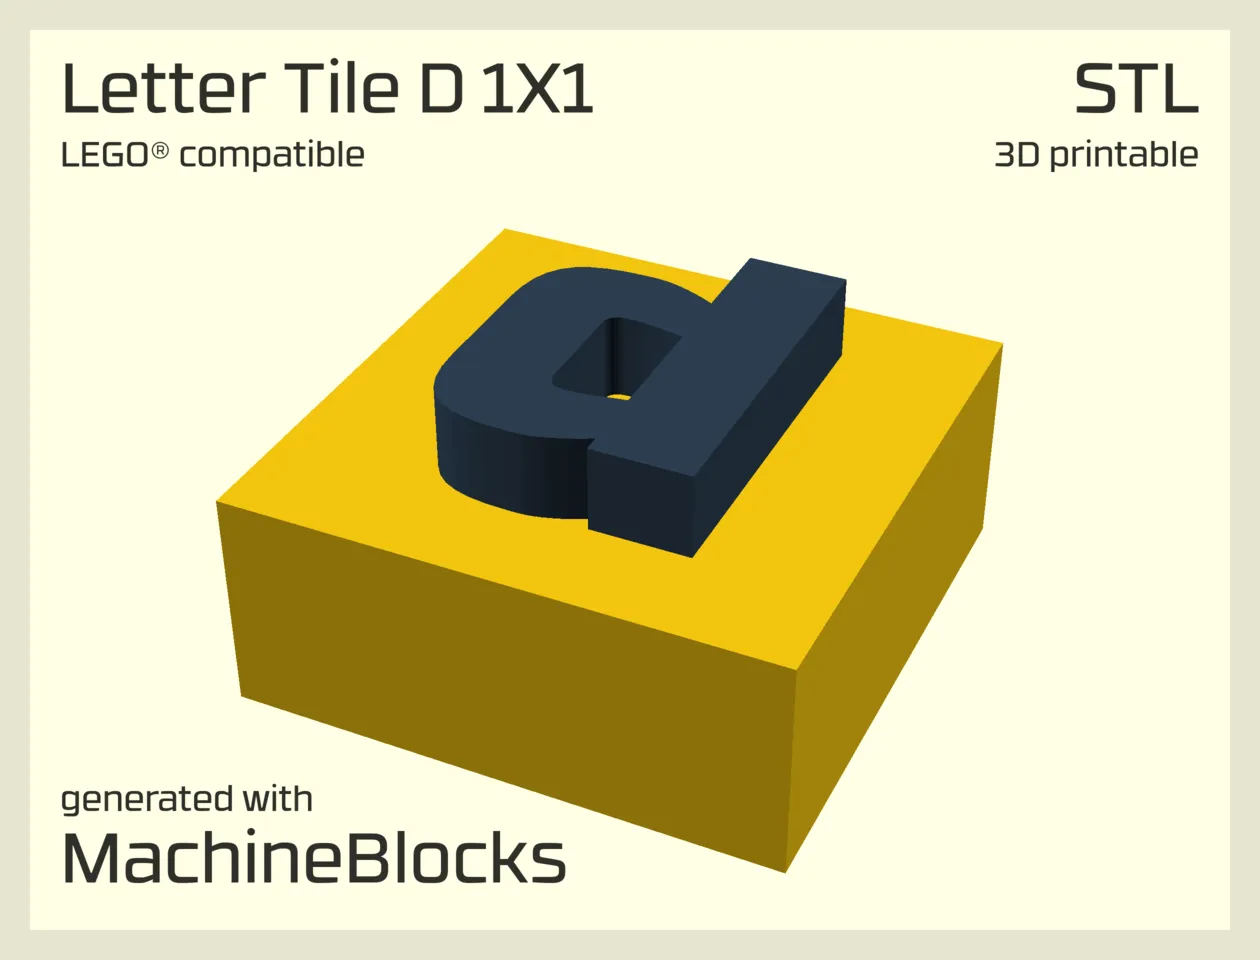 Letter Tile D 1X1
LEGO® compatible
STL
3D printable
d
generated with
MachineBlocks